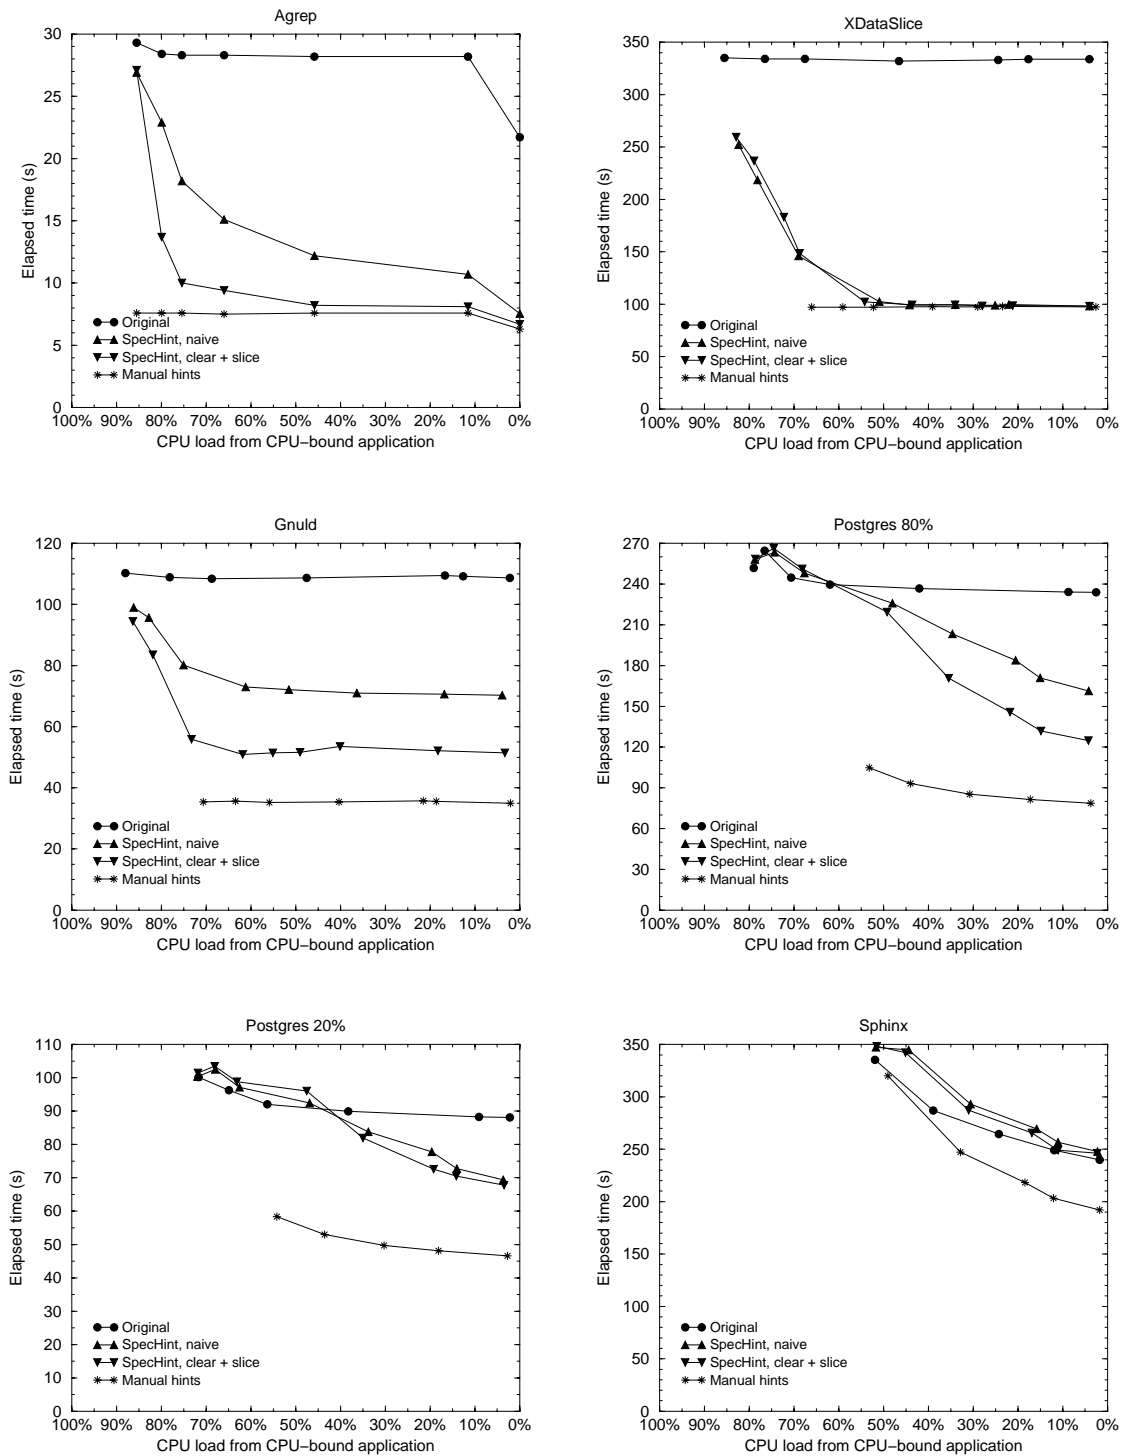 Agrep
30
25
20
15
10
5
0
Elapsed time (s)
Original
SpecHint, naive
SpecHint, clear + slice
Manual hints
100% 90% 80% 70% 60% 50% 40% 30% 20% 10% 0%
CPU load from CPU−bound application
XDataSlice
350
300
250
200
150
100
50
0
Elapsed time (s)
Original
SpecHint, naive
SpecHint, clear + slice
Manual hints
100% 90% 80% 70% 60% 50% 40% 30% 20% 10% 0%
CPU load from CPU−bound application
Gnuld
120
100
80
60
40
20
0
Elapsed time (s)
Original
SpecHint, naive
SpecHint, clear + slice
Manual hints
100% 90% 80% 70% 60% 50% 40% 30% 20% 10% 0%
CPU load from CPU−bound application
Postgres 80%
270
240
210
180
150
120
90
60
30
0
Elapsed time (s)
Original
SpecHint, naive
SpecHint, clear + slice
Manual hints
100% 90% 80% 70% 60% 50% 40% 30% 20% 10% 0%
CPU load from CPU−bound application
Postgres 20%
110
100
90
80
70
60
50
40
30
20
10
0
Elapsed time (s)
Original
SpecHint, naive
SpecHint, clear + slice
Manual hints
100% 90% 80% 70% 60% 50% 40% 30% 20% 10% 0%
CPU load from CPU−bound application
Sphinx
350
300
250
200
150
100
50
0
Elapsed time (s)
Original
SpecHint, naive
SpecHint, clear + slice
Manual hints
100% 90% 80% 70% 60% 50% 40% 30% 20% 10% 0%
CPU load from CPU−bound application